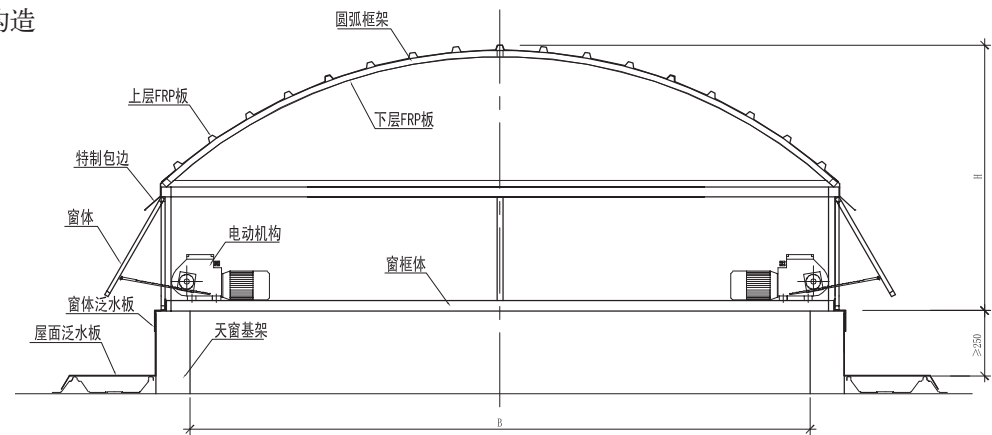 构造
圆弧框架
上层FRP板
下层FRP板
特制包边
窗体
电动机构
窗框体
窗体泛水板
天窗基架
屋面泛水板
H
≥250
B